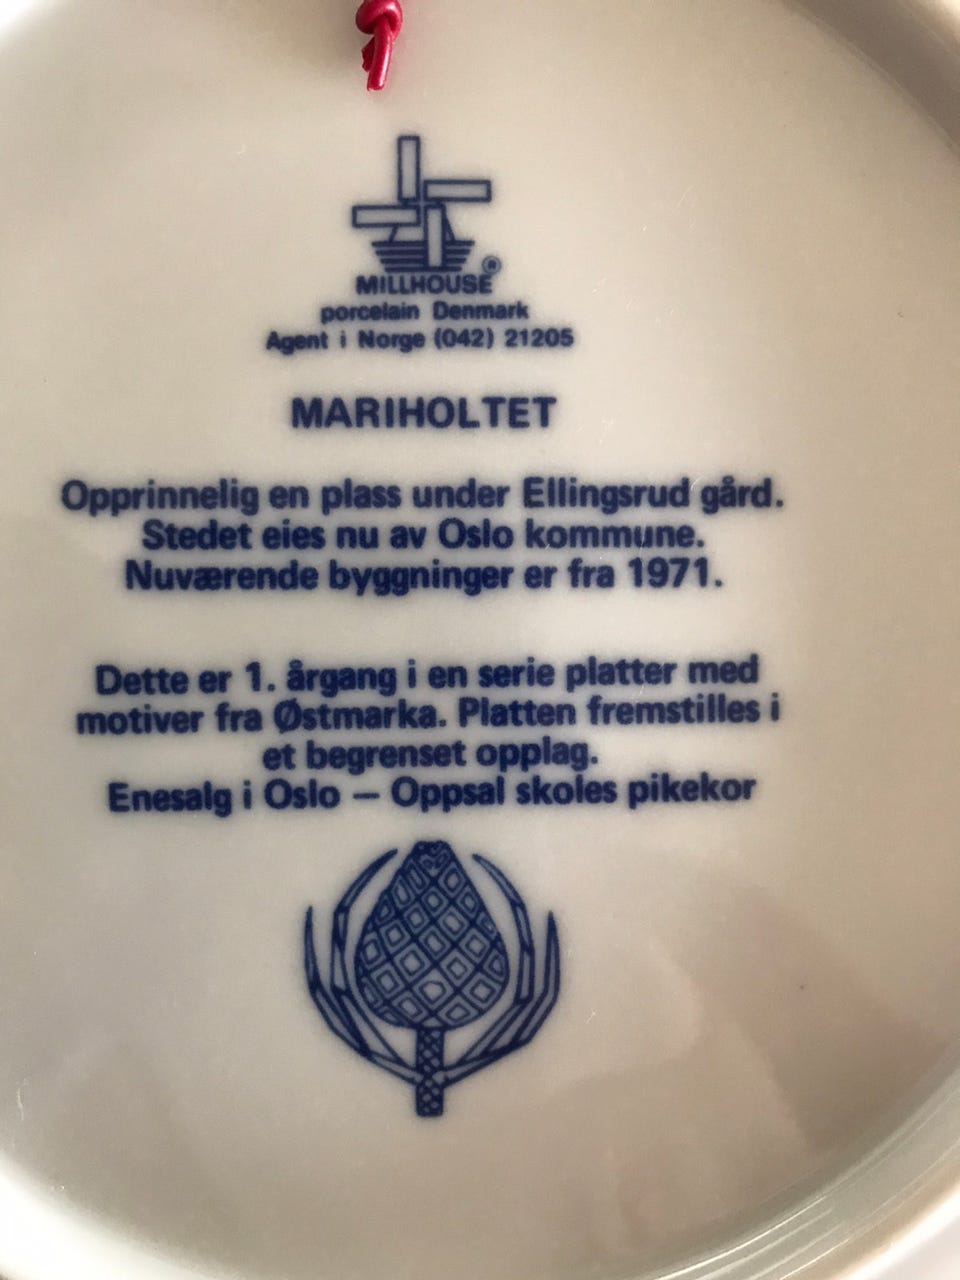 MILLHOUSE ®
porcelain Denmark
Agent i Norge (042) 21205
MARIHOLTET
Opprinnelig en plass under Ellingsrud gård.
Stedet eies nu av Oslo kommune.
Nuværende byggninger er fra 1971.
Dette er 1. årgang i en serie platter med
motiver fra Østmarka. Platten fremstilles i
et begrenset opplag.
Enesalg i Oslo — Oppsal skoles pikekor